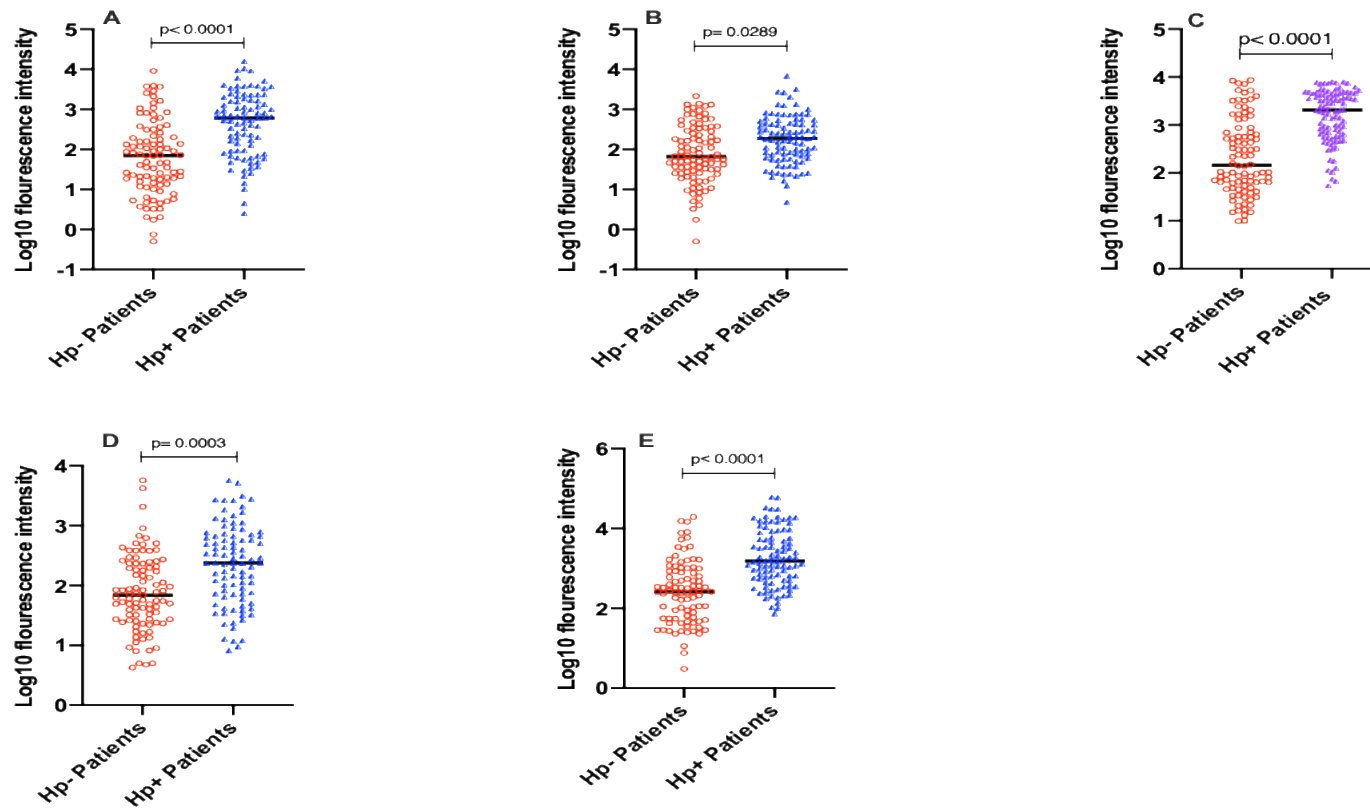 A
p< 0.0001
Log10 flourescence intensity
5
4
3
2
1
0
-1
Hp- Patients
Hp+ Patients
B
p= 0.0289
Log10 flourescence intensity
5
4
3
2
1
0
-1
Hp- Patients
Hp+ Patients
C
p< 0.0001
Log10 flourescence intensity
5
4
3
2
1
0
Hp- Patients
Hp+ Patients
D
p= 0.0003
Log10 flourescence intensity
4
3
2
1
0
Hp- Patients
Hp+ Patients
E
p< 0.0001
Log10 flourescence intensity
6
4
2
0
Hp- Patients
Hp+ Patients